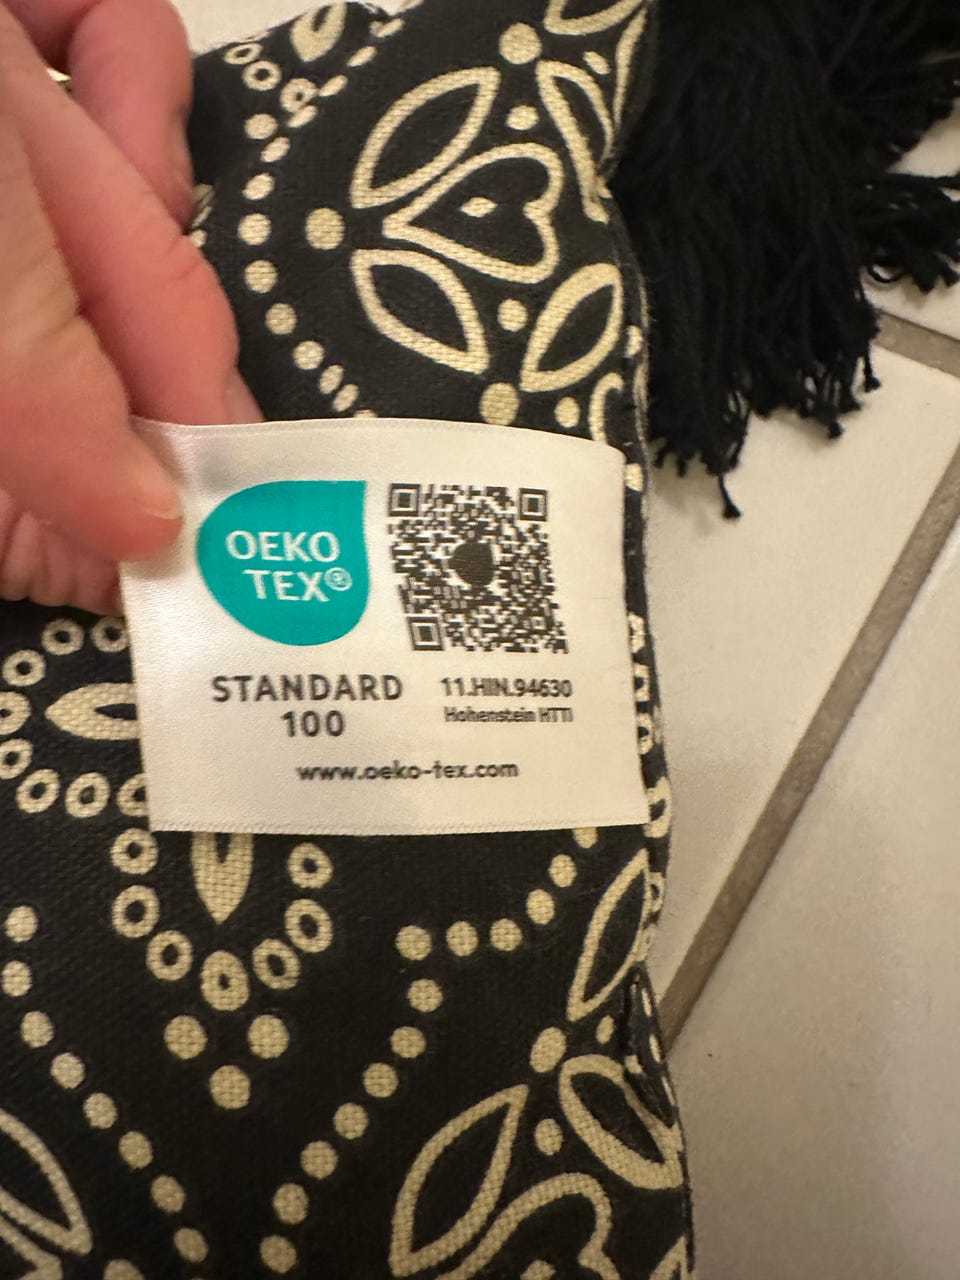 OEKO
TEX®
STANDARD
100
11.HIN.94630
Hohenstein HTTI
www.oeko-tex.com